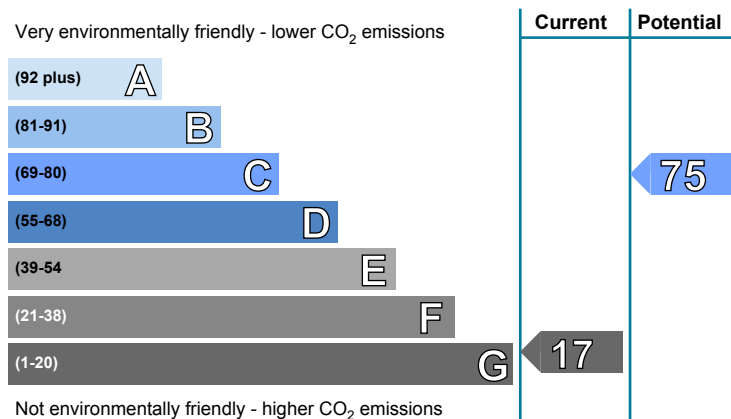 Current Potential
Very environmentally friendly - lower CO2 emissions
(92 plus) A
(81-91) B
(69-80) C
75
(55-68) D
(39-54 E
(21-38) F
(1-20) G
17
Not environmentally friendly - higher CO2 emissions